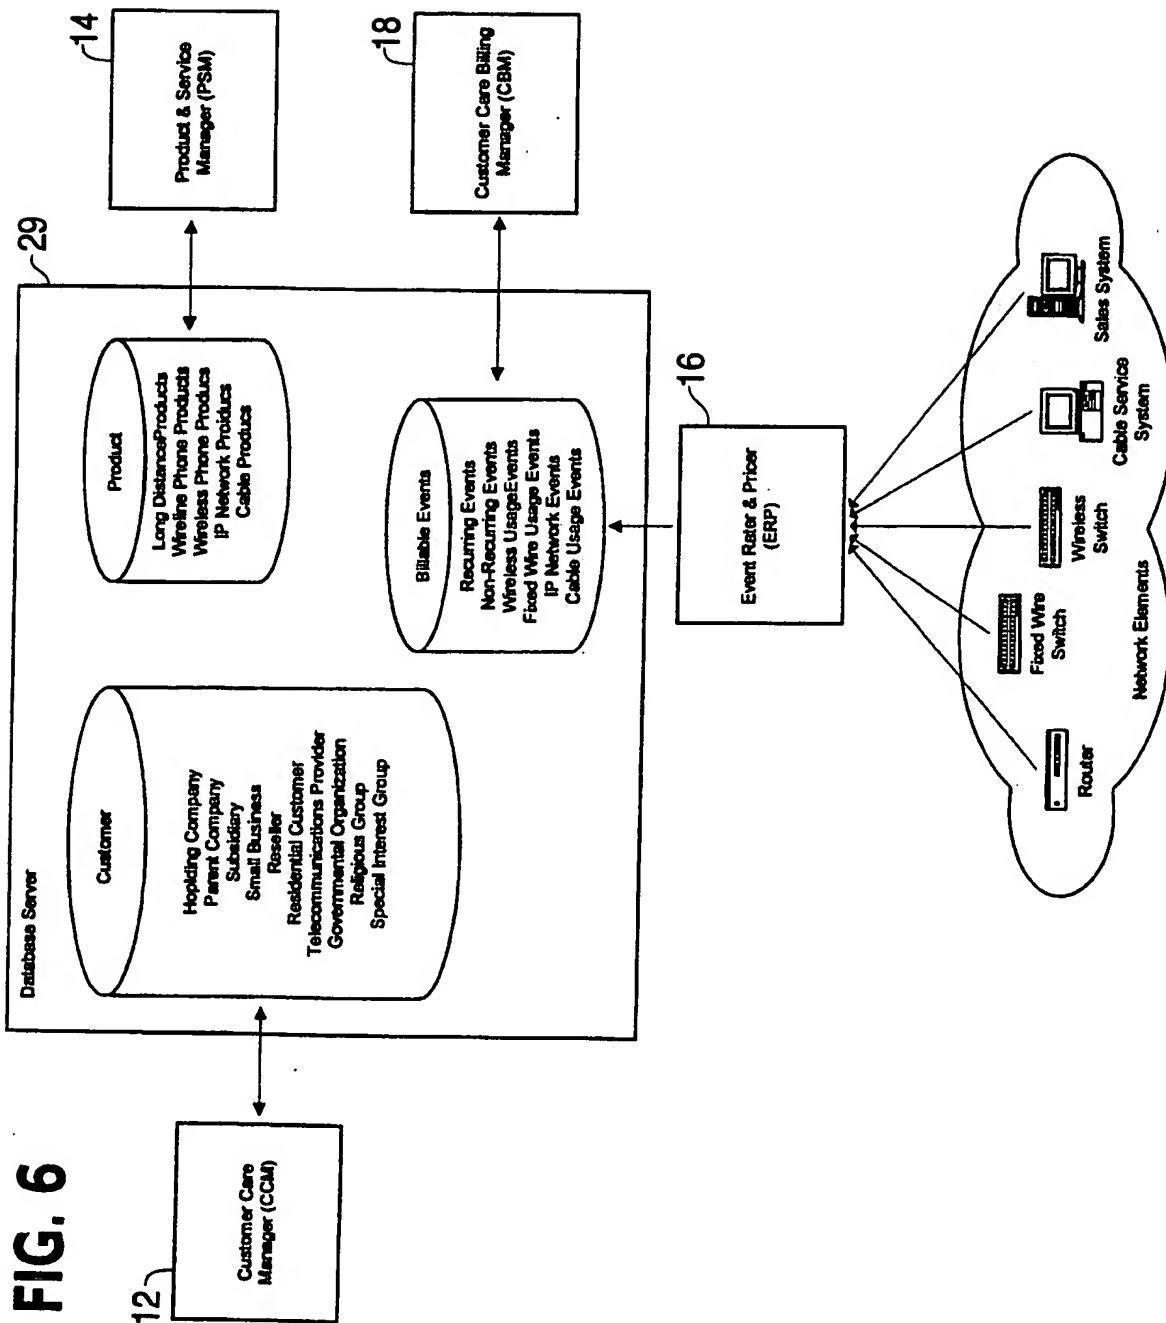 FIG. 6
Database Server
29
Customer
Hoplding Company
Parent Company
Subsidiary
Small Business
Reseller
Residential Customer
Telecommunications Provider
Governmental Organization
Religious Group
Special Interest Group
Product
Long DistanceProducts
Wireline Phone Products
Wireless Phone Producs
IP Network Proiducs
Cable Producs
Billable Events
Recurring Events
Non-Recurring Events
Wireless UsageEvents
Fixed Wire Usage Events
IP Network Events
Cable Usage Events
12
Customer Care
Manager (CCM)
14
Product & Service
Manager (PSM)
18
Customer Care Billing
Manager (CBM)
16
Event Rater & Pricer
(ERP)
Router
Fixed Wire
Switch
Wireless
Switch
Cable Service
System
Sales System
Network Elements